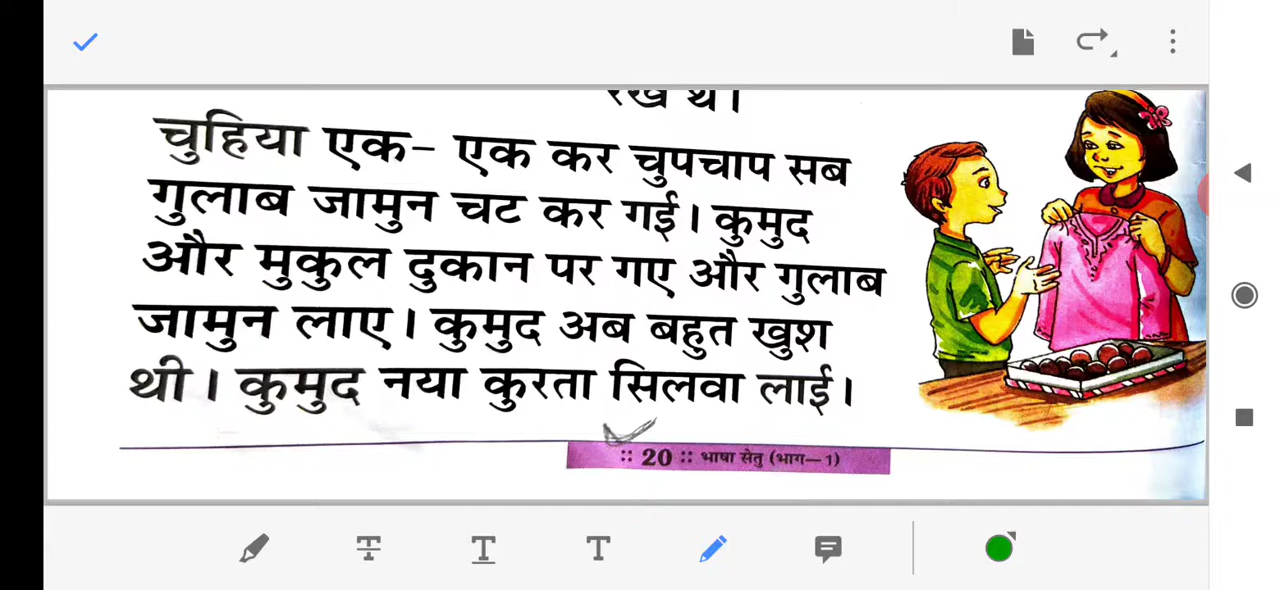 रखे थे।
चुहिया एक- एक कर चुपचाप सब
गुलाब जामुन चट कर गई। कुमुद
और मुकुल दुकान पर गए और गुलाब
जामुन लाए। कुमुद अब बहुत खुश
थी। कुमुद नया कुरता सिलवा लाई।
:: 20 :: भाषा सेतु (भाग—1)